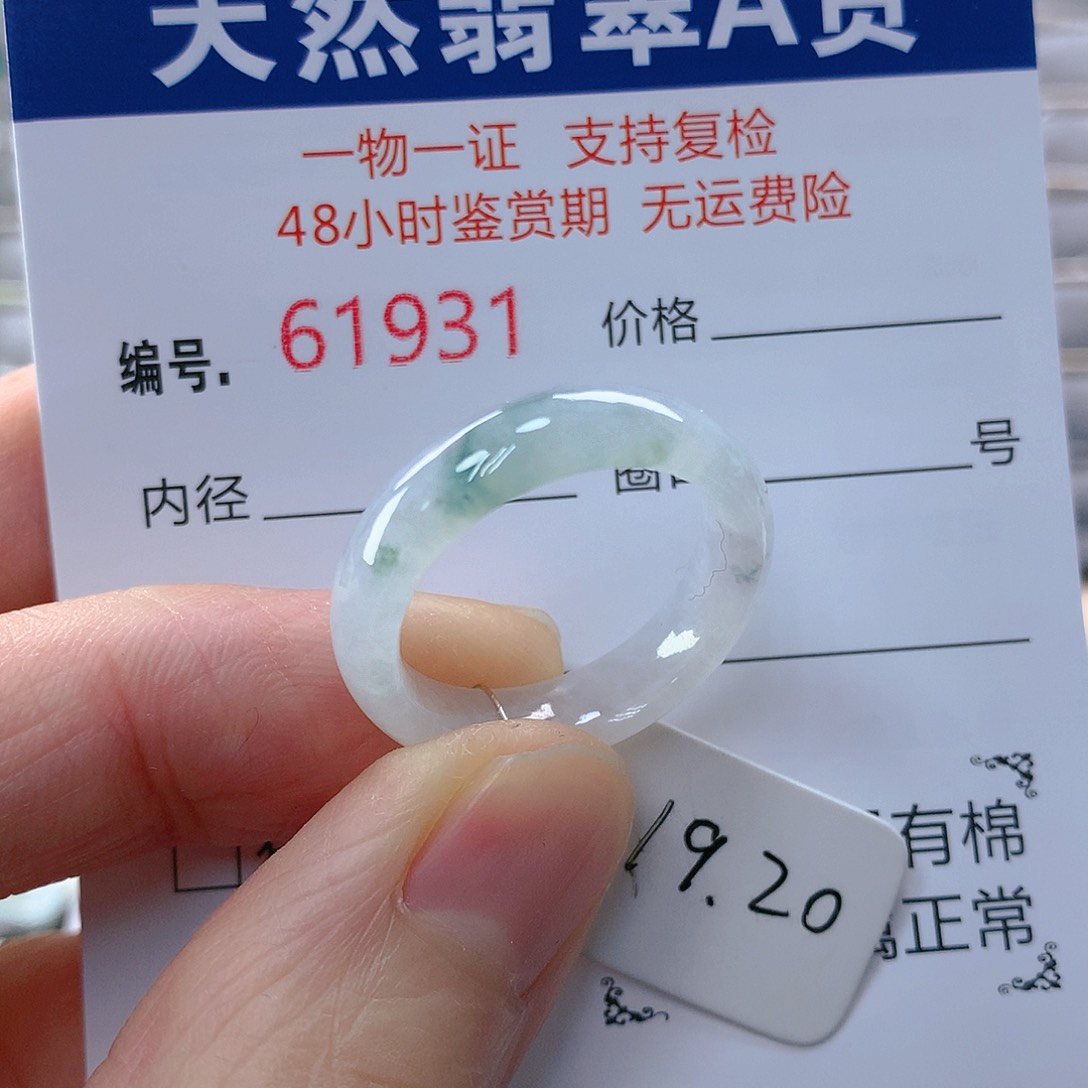 天然翡翠A货
一物一证 支持复检
48小时鉴赏期 无运费险
编号. 61931 价格
内径 圈口 号
有棉
正常
19.20